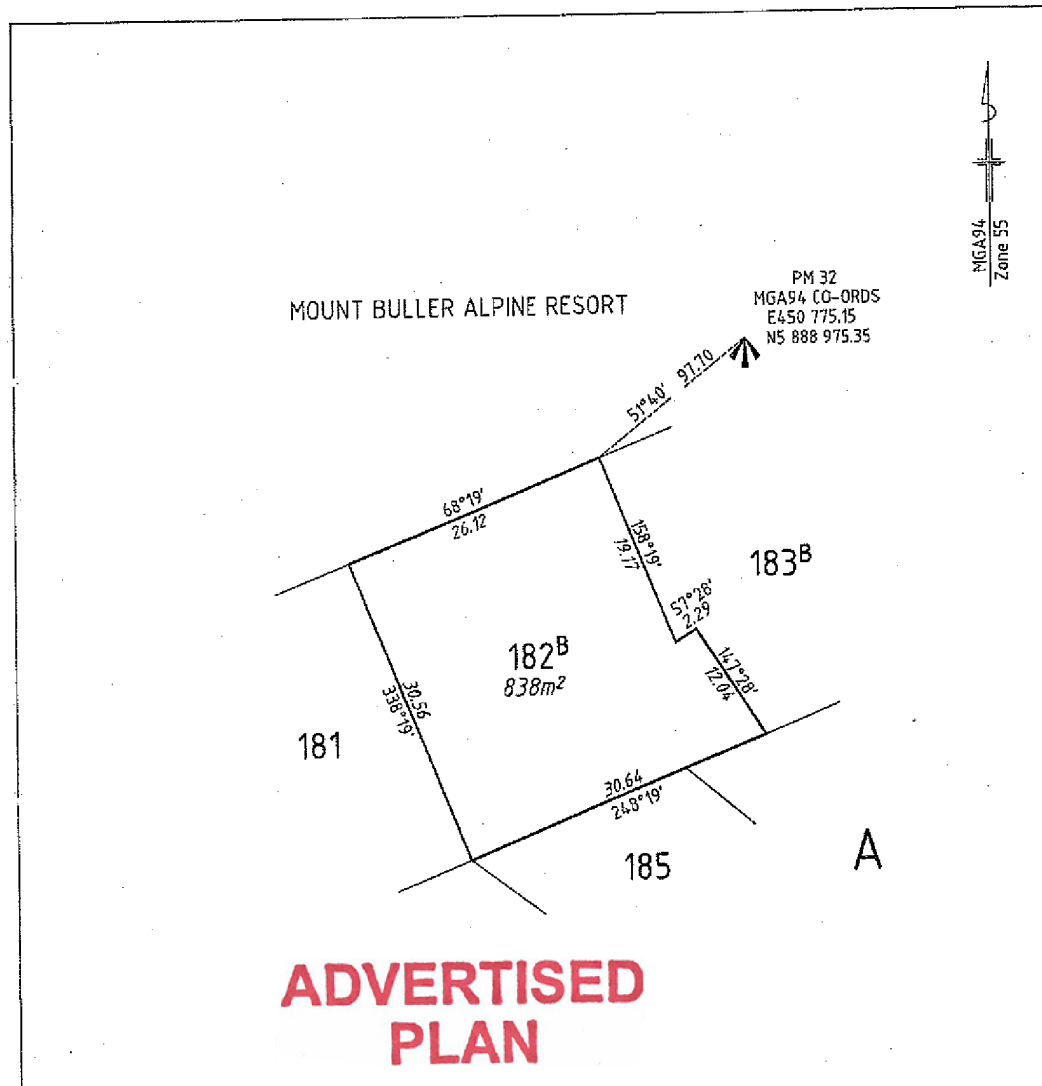 MGA94
Zone 55
MOUNT BULLER ALPINE RESORT
PM 32
MGA94 CO-ORDS
E450 775.15
N5 888 975.35
51°40' 97.70
68°19'
26.12
158°19'
19.17
183B
57°28'
2.29
182B
838m²
147°28'
12.04
30.56
338°19'
181
30.64
248°19'
185
A
ADVERTISED
PLAN